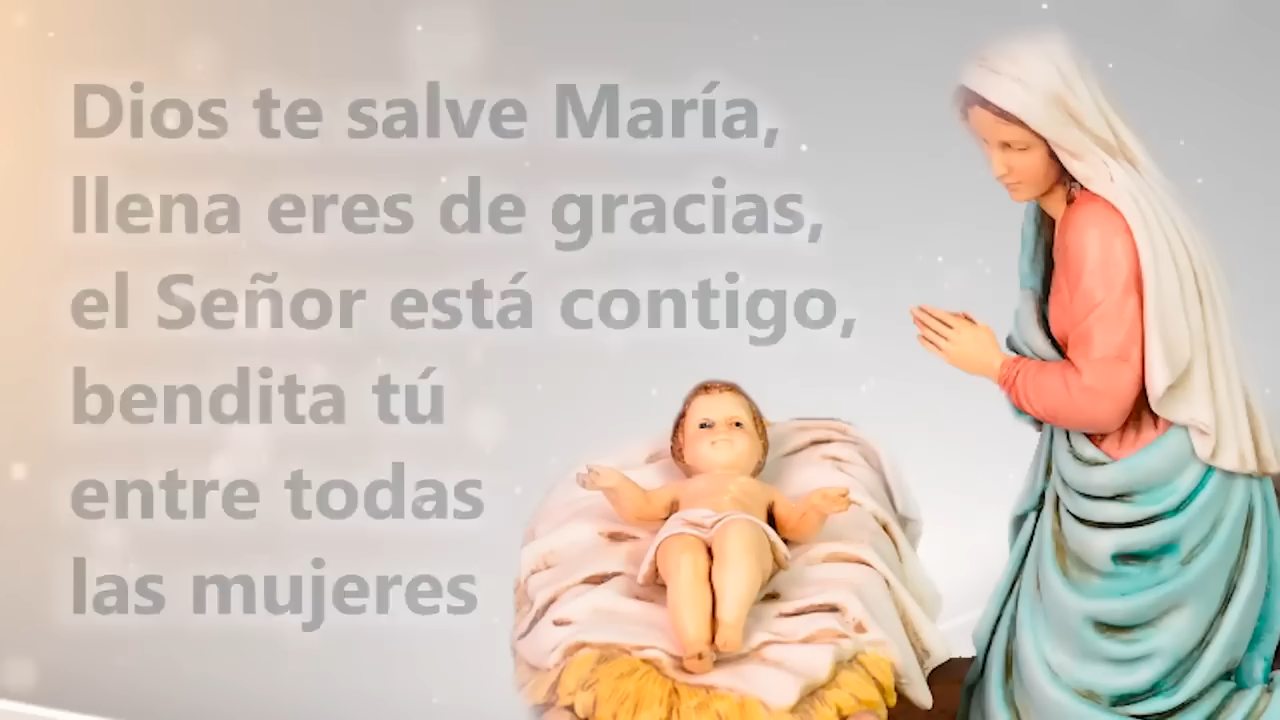 Dios te salve María,
llena eres de gracias,
el Señor está contigo,
bendita tú
entre todas
las mujeres